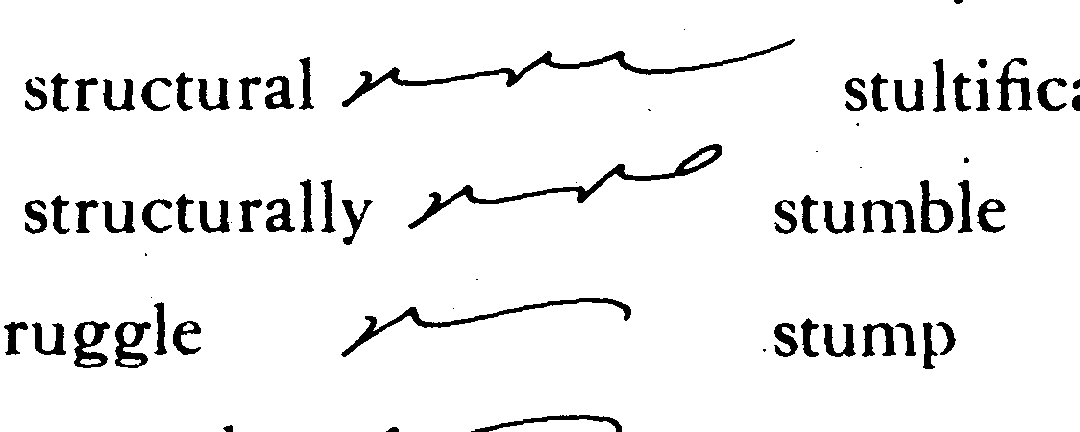 structural stultifica
structurally stumble
ruggle stump